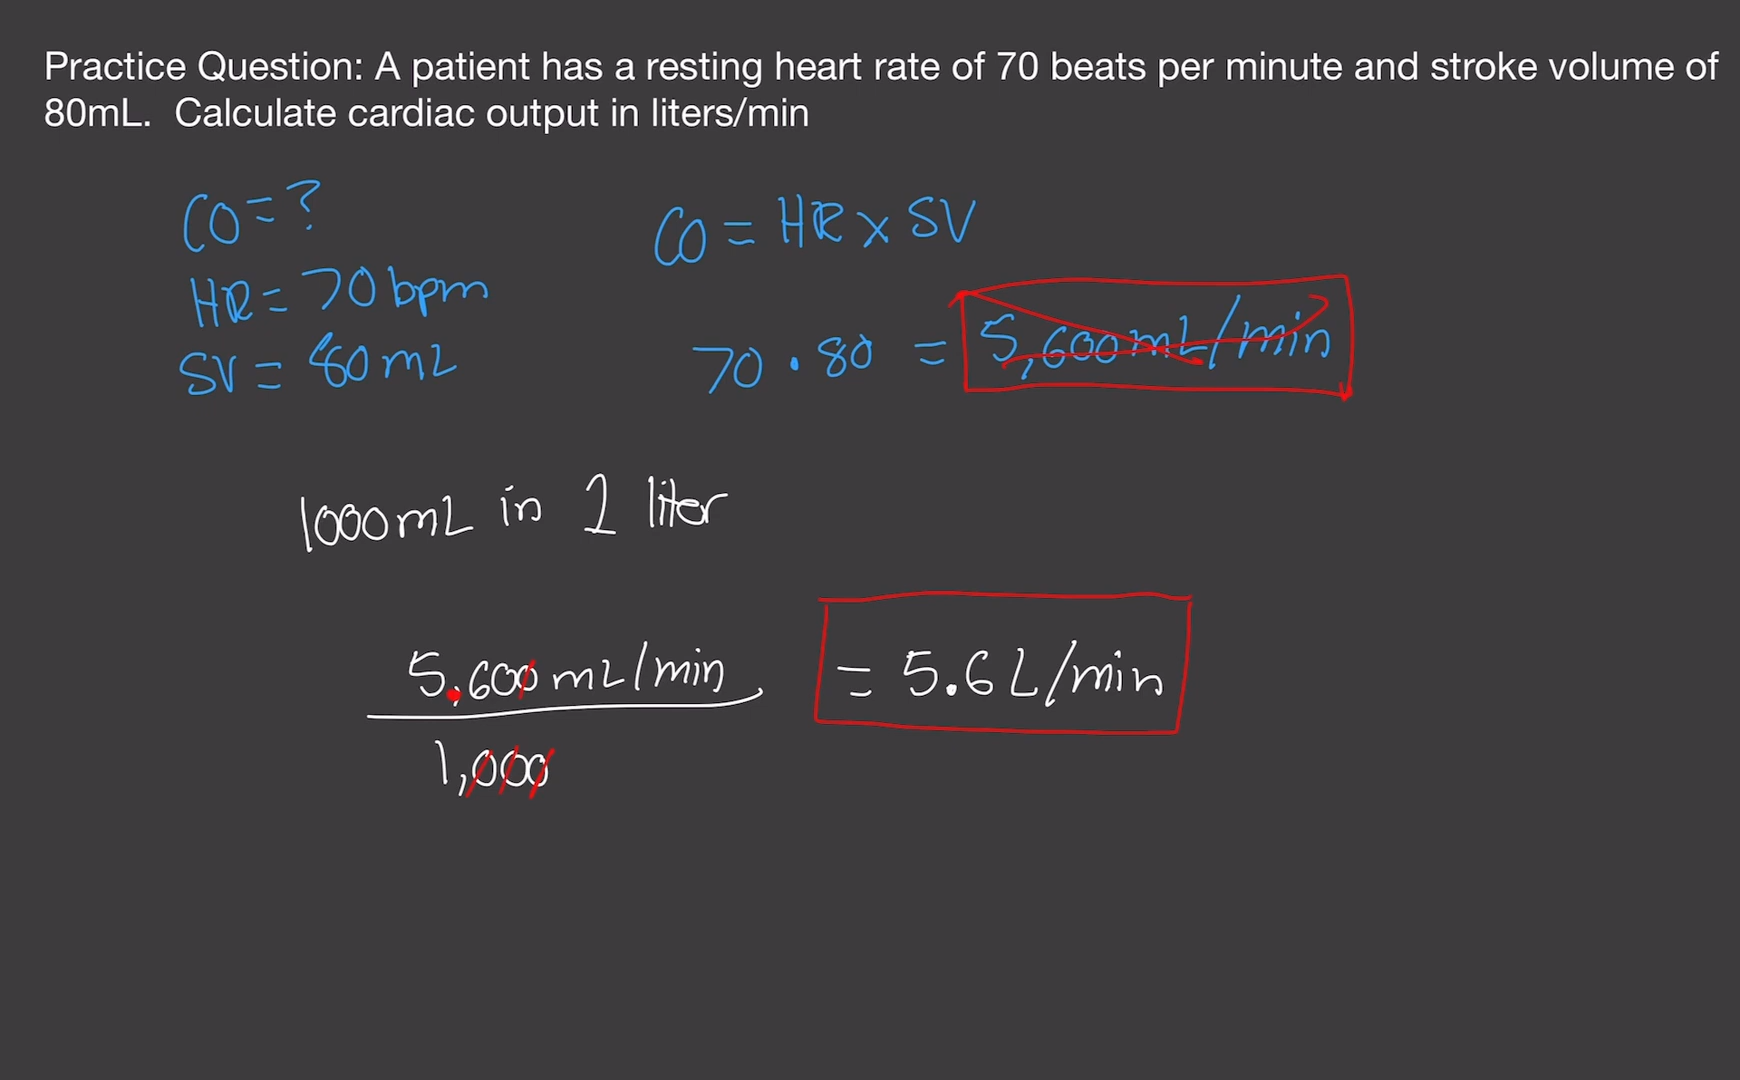 Practice Question: A patient has a resting heart rate of 70 beats per minute and stroke volume of
80mL.  Calculate cardiac output in liters/min
CO = ?
HR = 70 bpm
SV = 80 mL
CO = HR x SV
70 • 80 = 5,600 mL/min
1000 mL in 1 liter
5,600 mL/min
1,000
= 5.6 L/min